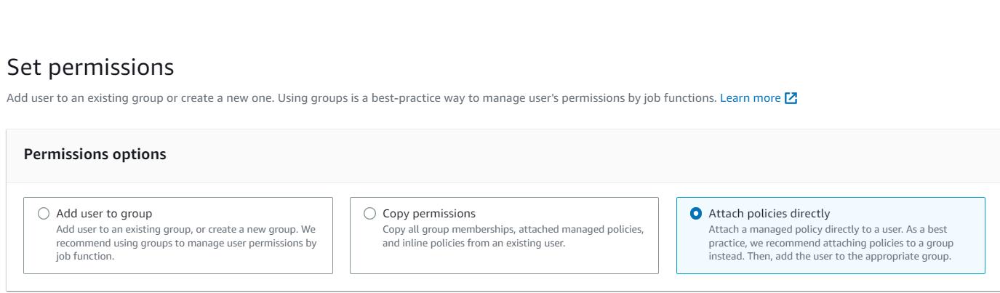 Set permissions
Add user to an existing group or create a new one. Using groups is a best-practice way to manage user's permissions by job functions. Learn more
Permissions options
Add user to group
Add user to an existing group, or create a new group. We
recommend using groups to manage user permissions by
job function.
Copy permissions
Copy all group memberships, attached managed policies,
and inline policies from an existing user.
Attach policies directly
Attach a managed policy directly to a user. As a best
practice, we recommend attaching policies to a group
instead. Then, add the user to the appropriate group.